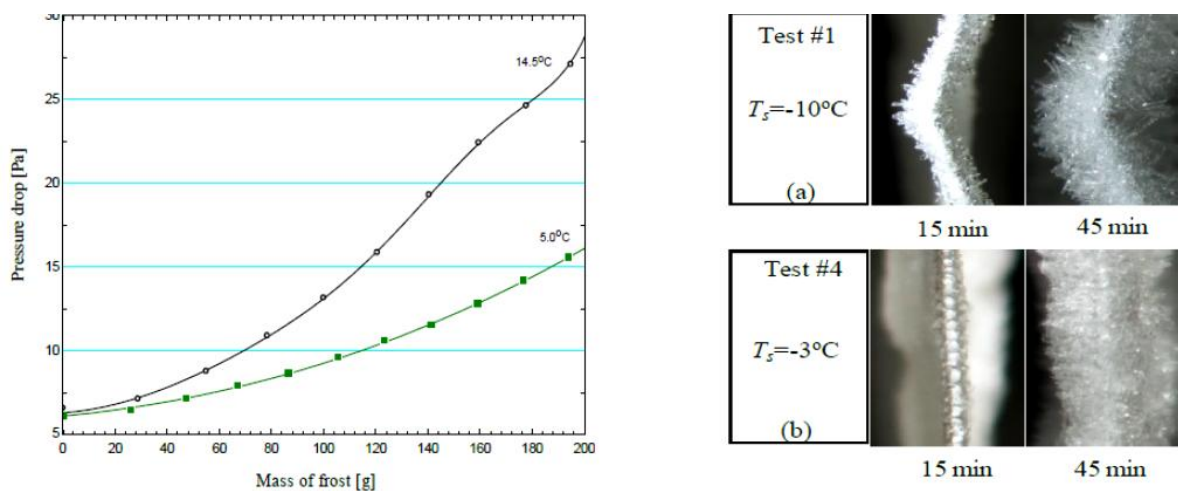 30
25
20
15
10
5
Pressure drop [Pa]
14.5°C
5.0°C
0 20 40 60 80 100 120 140 160 180 200
Mass of frost [g]
Test #1
Ts=-10°C
(a)
15 min 45 min
Test #4
Ts=-3°C
(b)
15 min 45 min